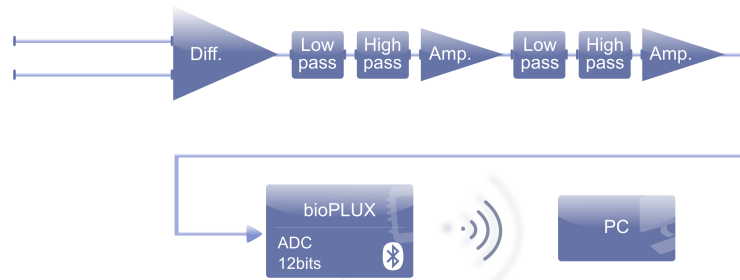 Diff.
Low
pass
High
pass
Amp.
Low
pass
High
pass
Amp.
bioPLUX
ADC
12bits
PC